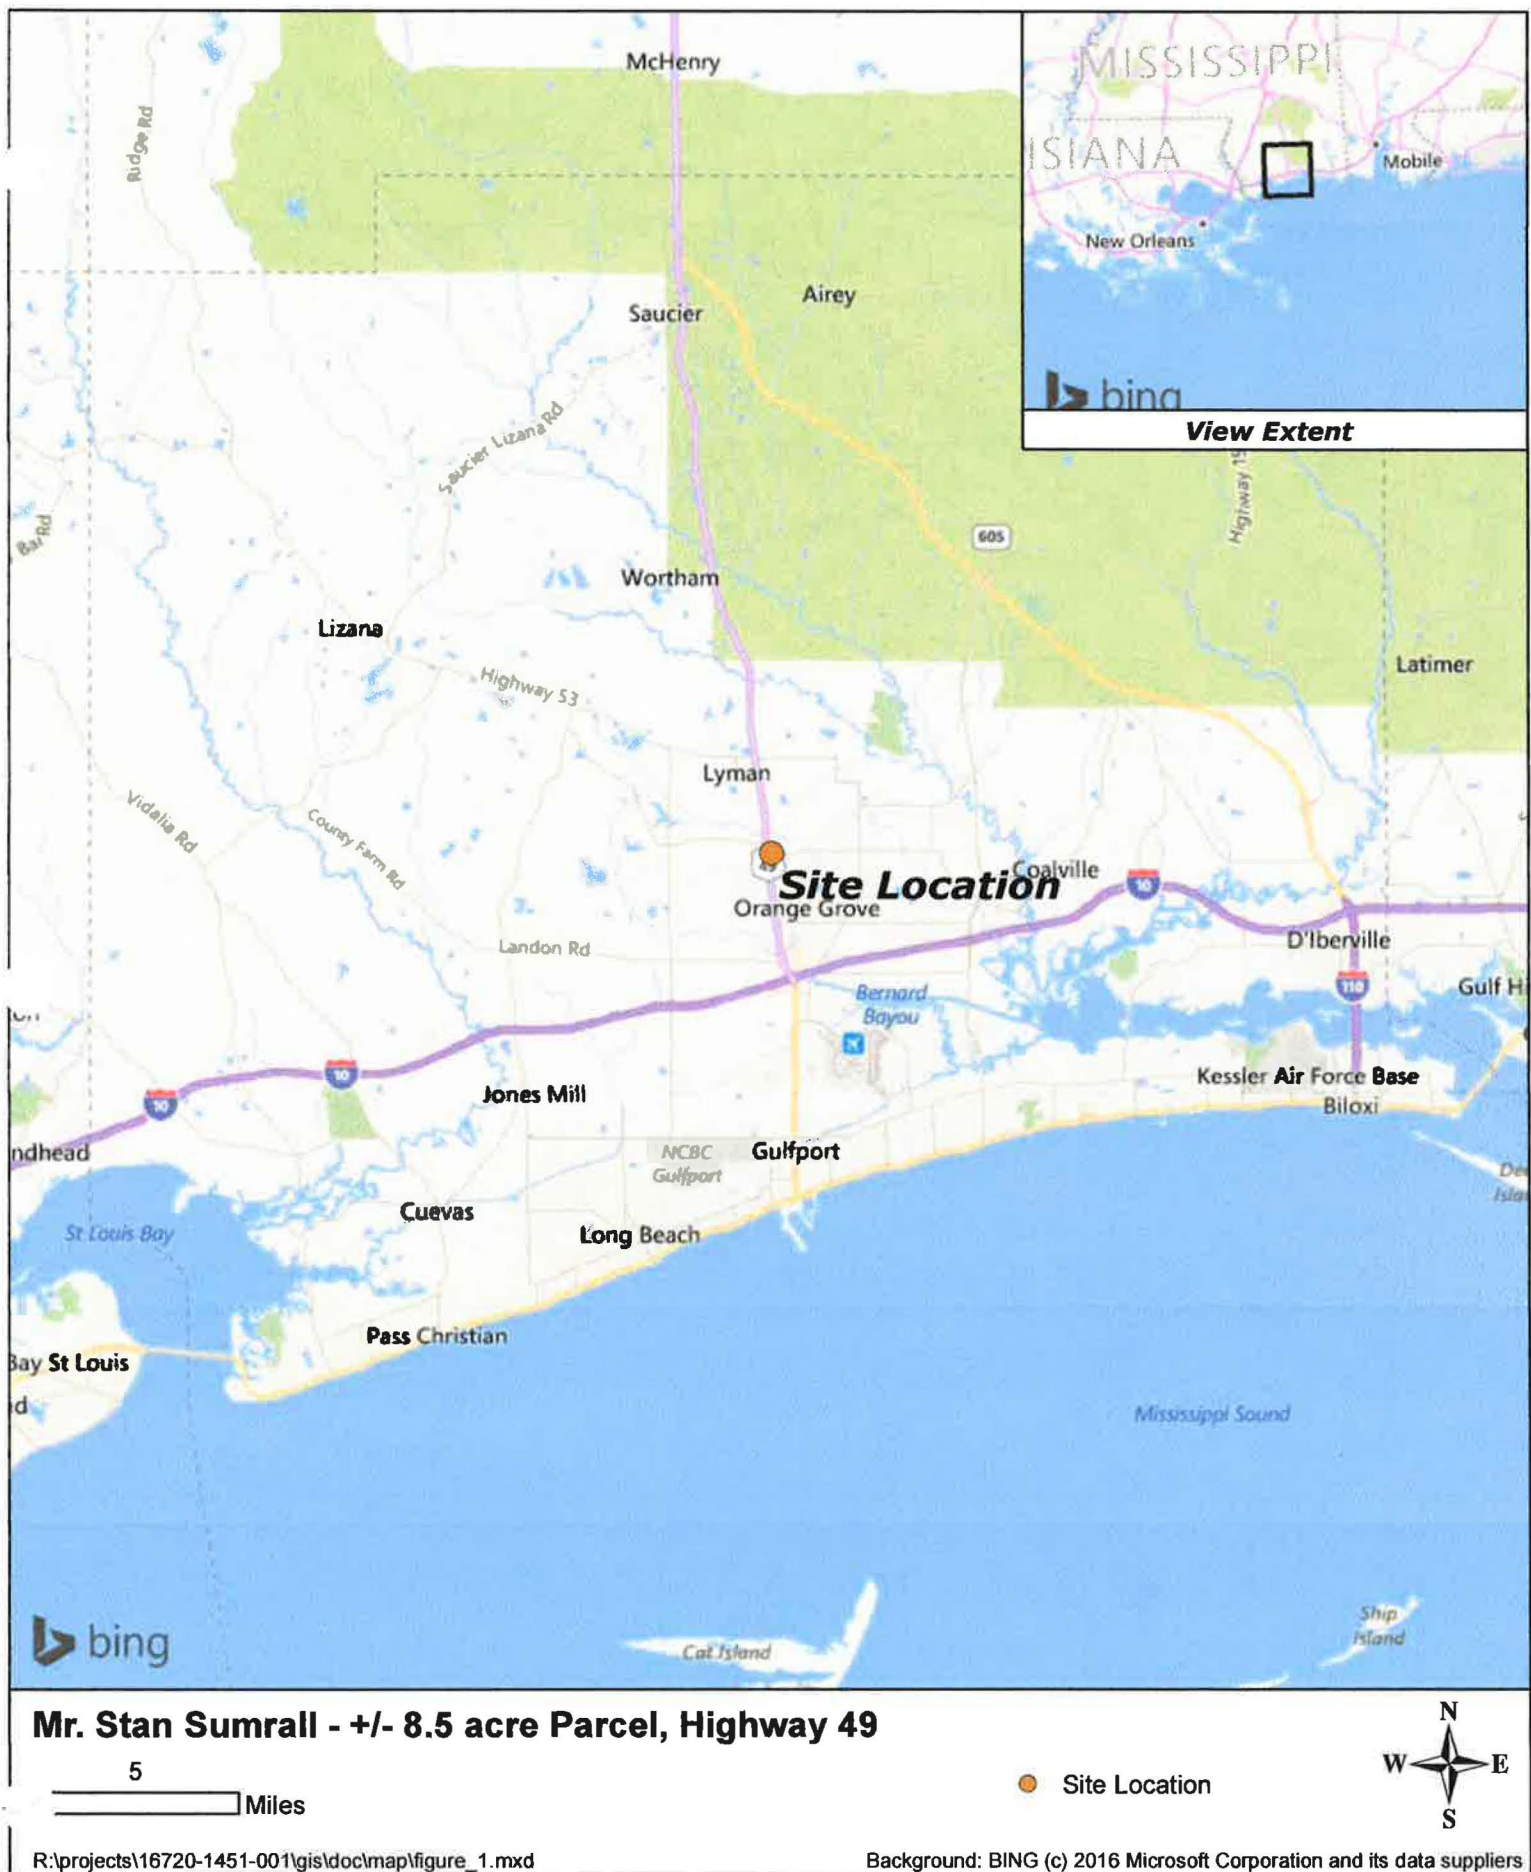 McHenry
MISSISSIPPI
ISIANA
Mobile
New Orleans
bing
View Extent
Ridge Rd
Airey
Saucier
Saucier Lizana Rd
605
Wortham
Lizana
Highway 53
Latimer
Lyman
Vidalia Rd
County Farm Rd
49
Site Location
Coalville
10
Orange Grove
Landon Rd
D'Iberville
110
Bernard
Bayou
Gulf H
10
10
Jones Mill
Kessler Air Force Base
Biloxi
ndhead
NCBC
Gulfport
Gulfport
Cuevas
St Louis Bay
Long Beach
Pass Christian
Bay St Louis
d
Mississippi Sound
Ship
Island
Cat Island
bing
Mr. Stan Sumrall - +/- 8.5 acre Parcel, Highway 49
N
W E
S
5
Miles
Site Location
R:\projects\16720-1451-001\gis\doc\map\figure_1.mxd
Background: BING (c) 2016 Microsoft Corporation and its data suppliers